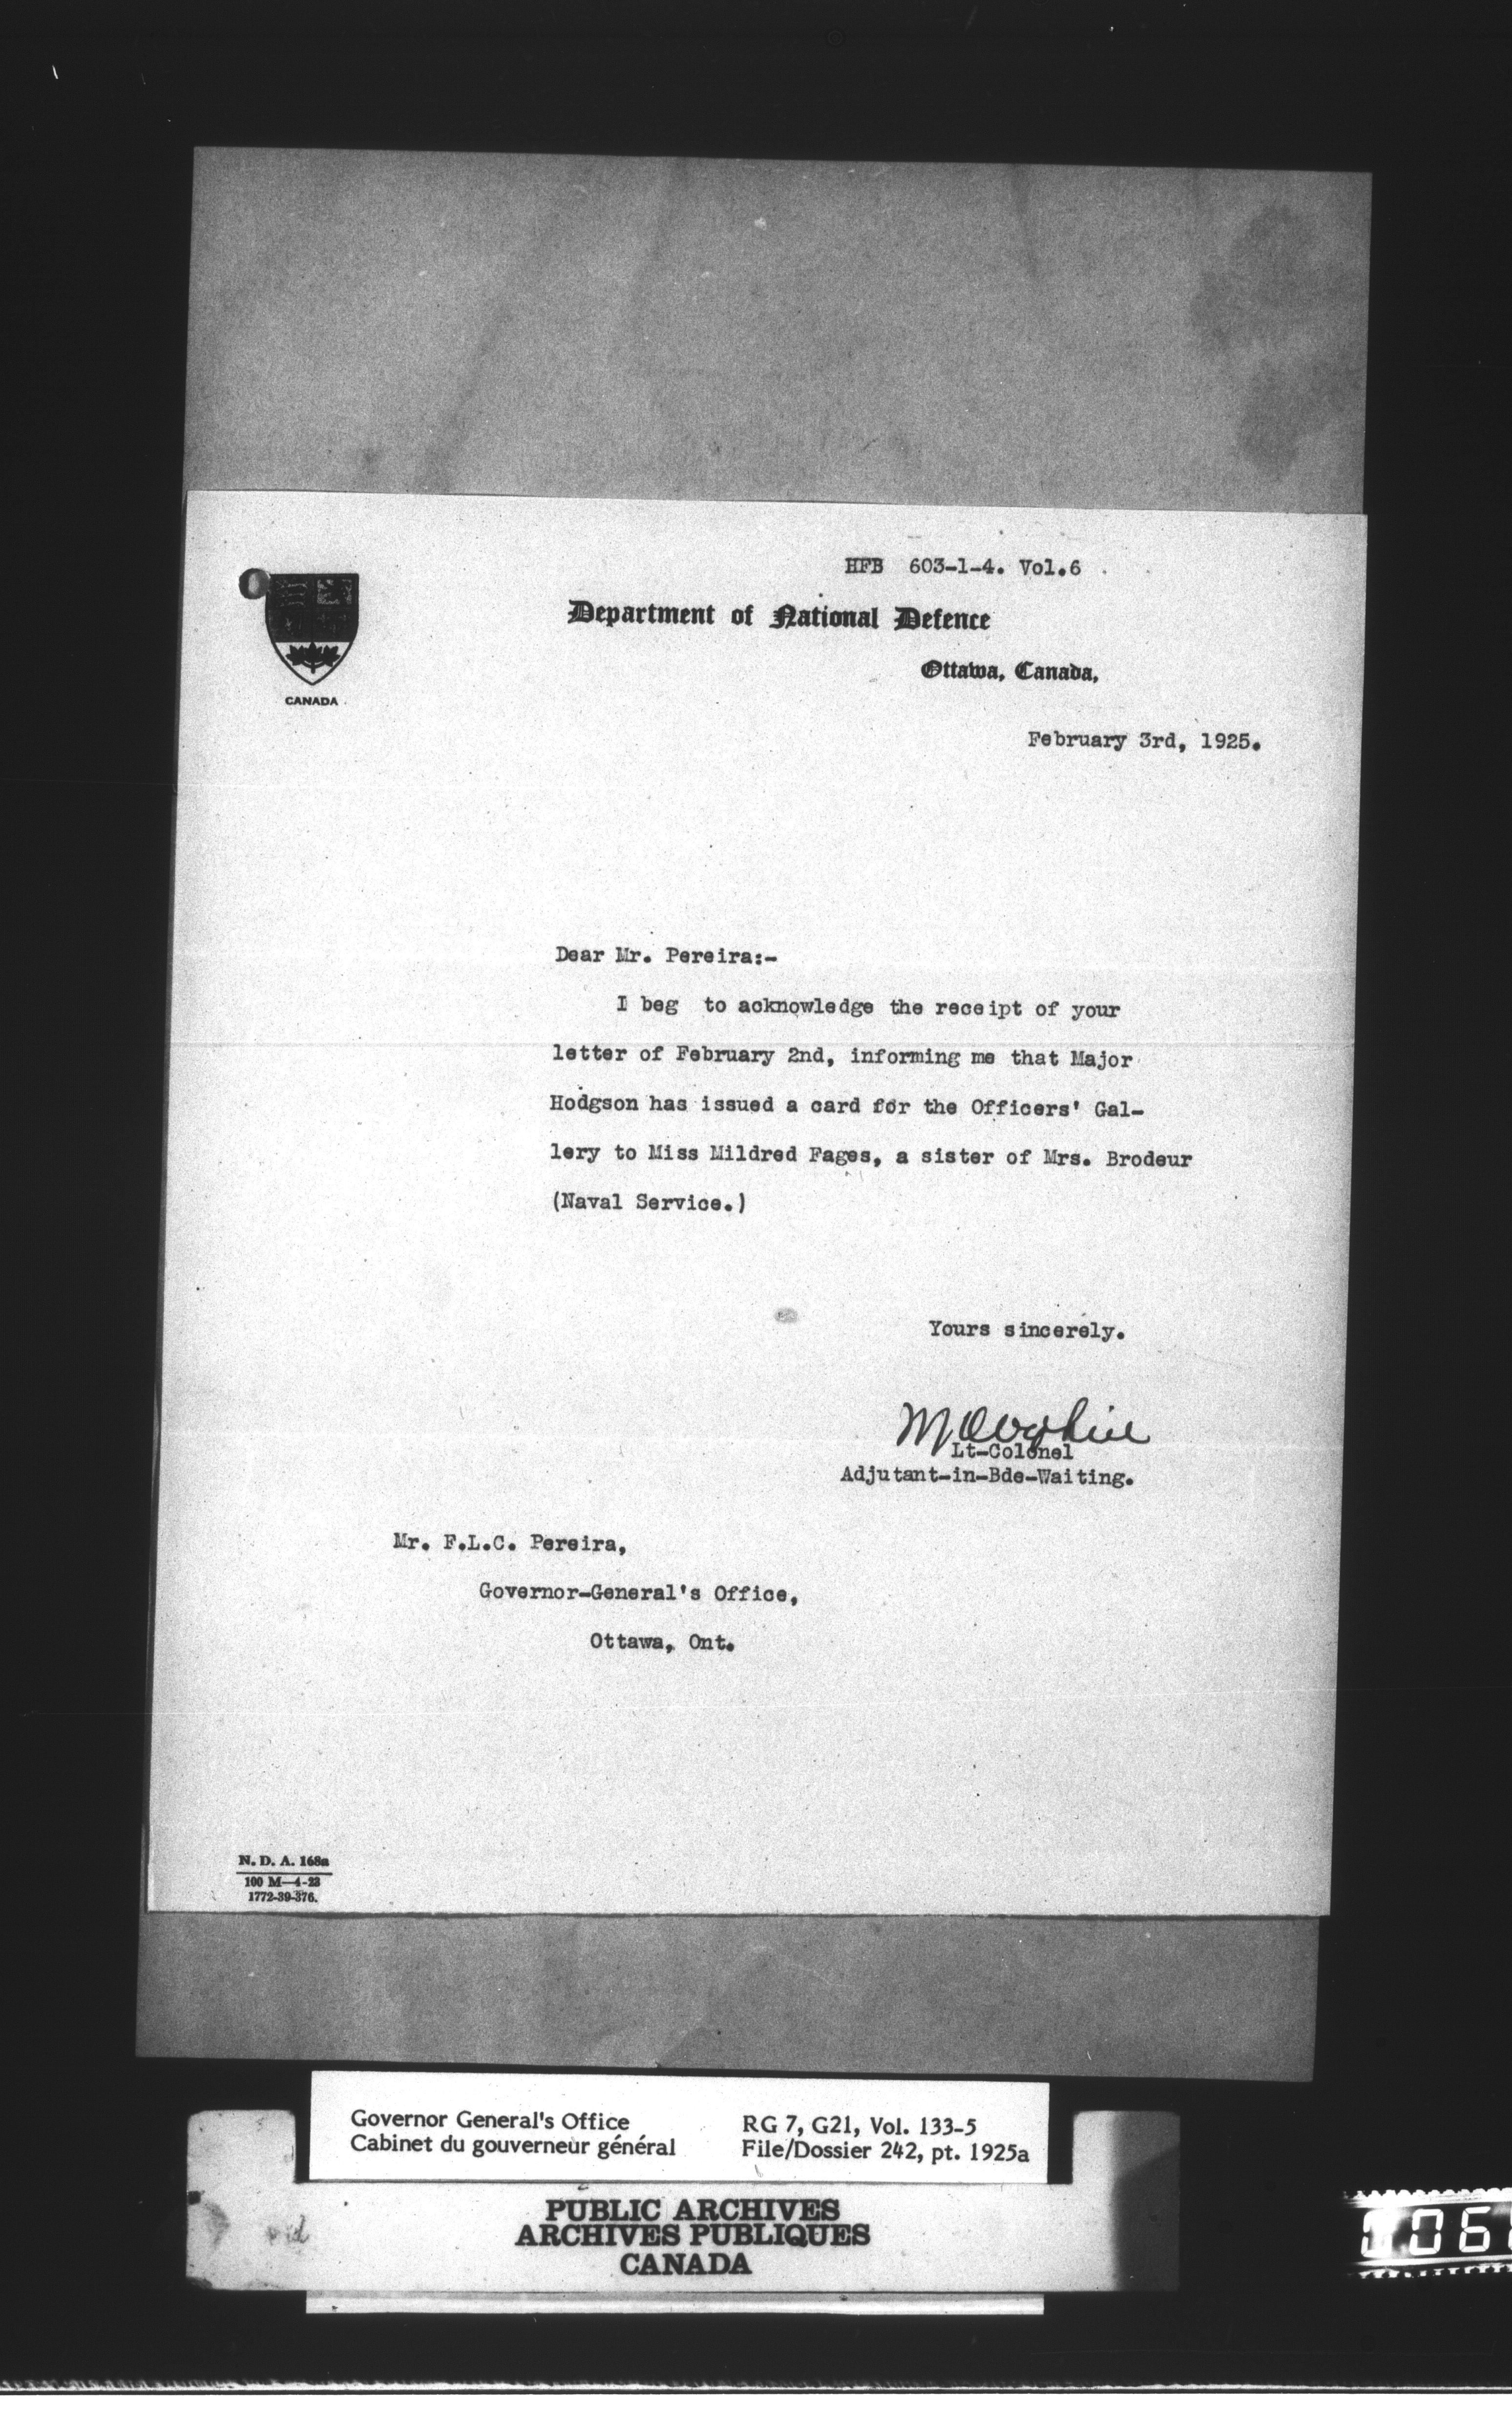 HFB 603-1-4. Vol.6
Department of National Defence
Ottawa, Canada,
CANADA
February 3rd, 1925.
Dear Mr. Pereira:-
I beg to acknowledge the receipt of your
letter of February 2nd, informing me that Major
Hodgson has issued a card for the Officers' Gal-
lery to Miss Mildred Fages, a sister of Mrs. Brodeur
(Naval Service.)
Yours sincerely.
Lt-Colonel
Adjutant-in-Bde-Waiting.
Mr. F.L.C. Pereira,
Governor-General's Office,
Ottawa, Ont.
N. D. A. 168a
100 M—4-23
1772-39-376.
Governor General's Office
Cabinet du gouverneur général
RG 7, G21, Vol. 133-5
File/Dossier 242, pt. 1925a
PUBLIC ARCHIVES
ARCHIVES PUBLIQUES
CANADA